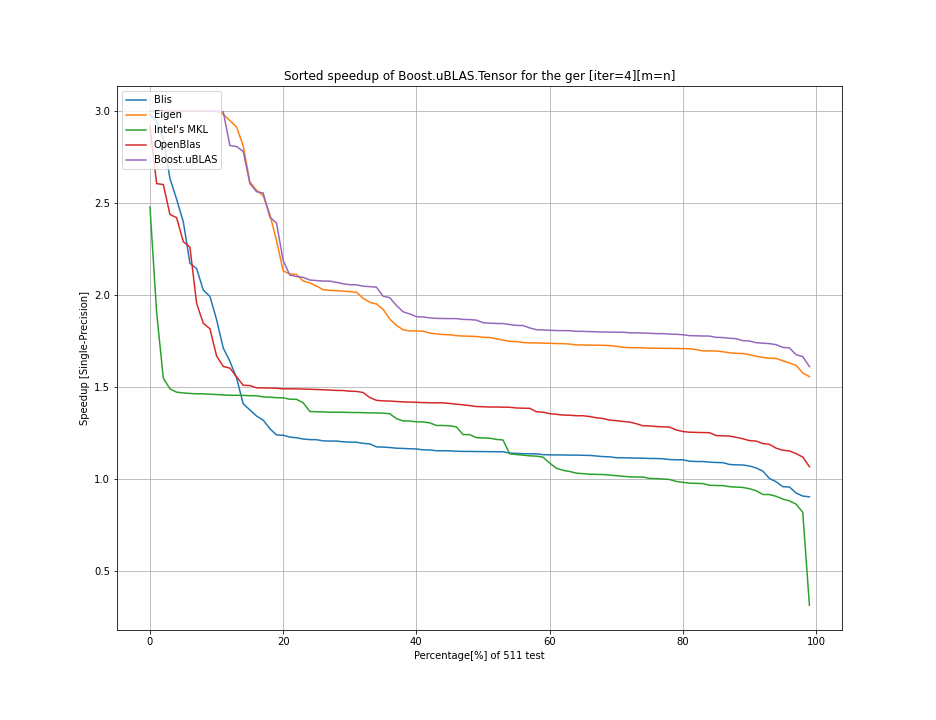 Sorted speedup of Boost.uBLAS.Tensor for the ger [iter=4][m=n]
Blis
Eigen
Intel's MKL
OpenBlas
Boost.uBLAS
3.0
2.5
2.0
1.5
1.0
0.5
Speedup [Single-Precision]
0 20 40 60 80 100
Percentage[%] of 511 test